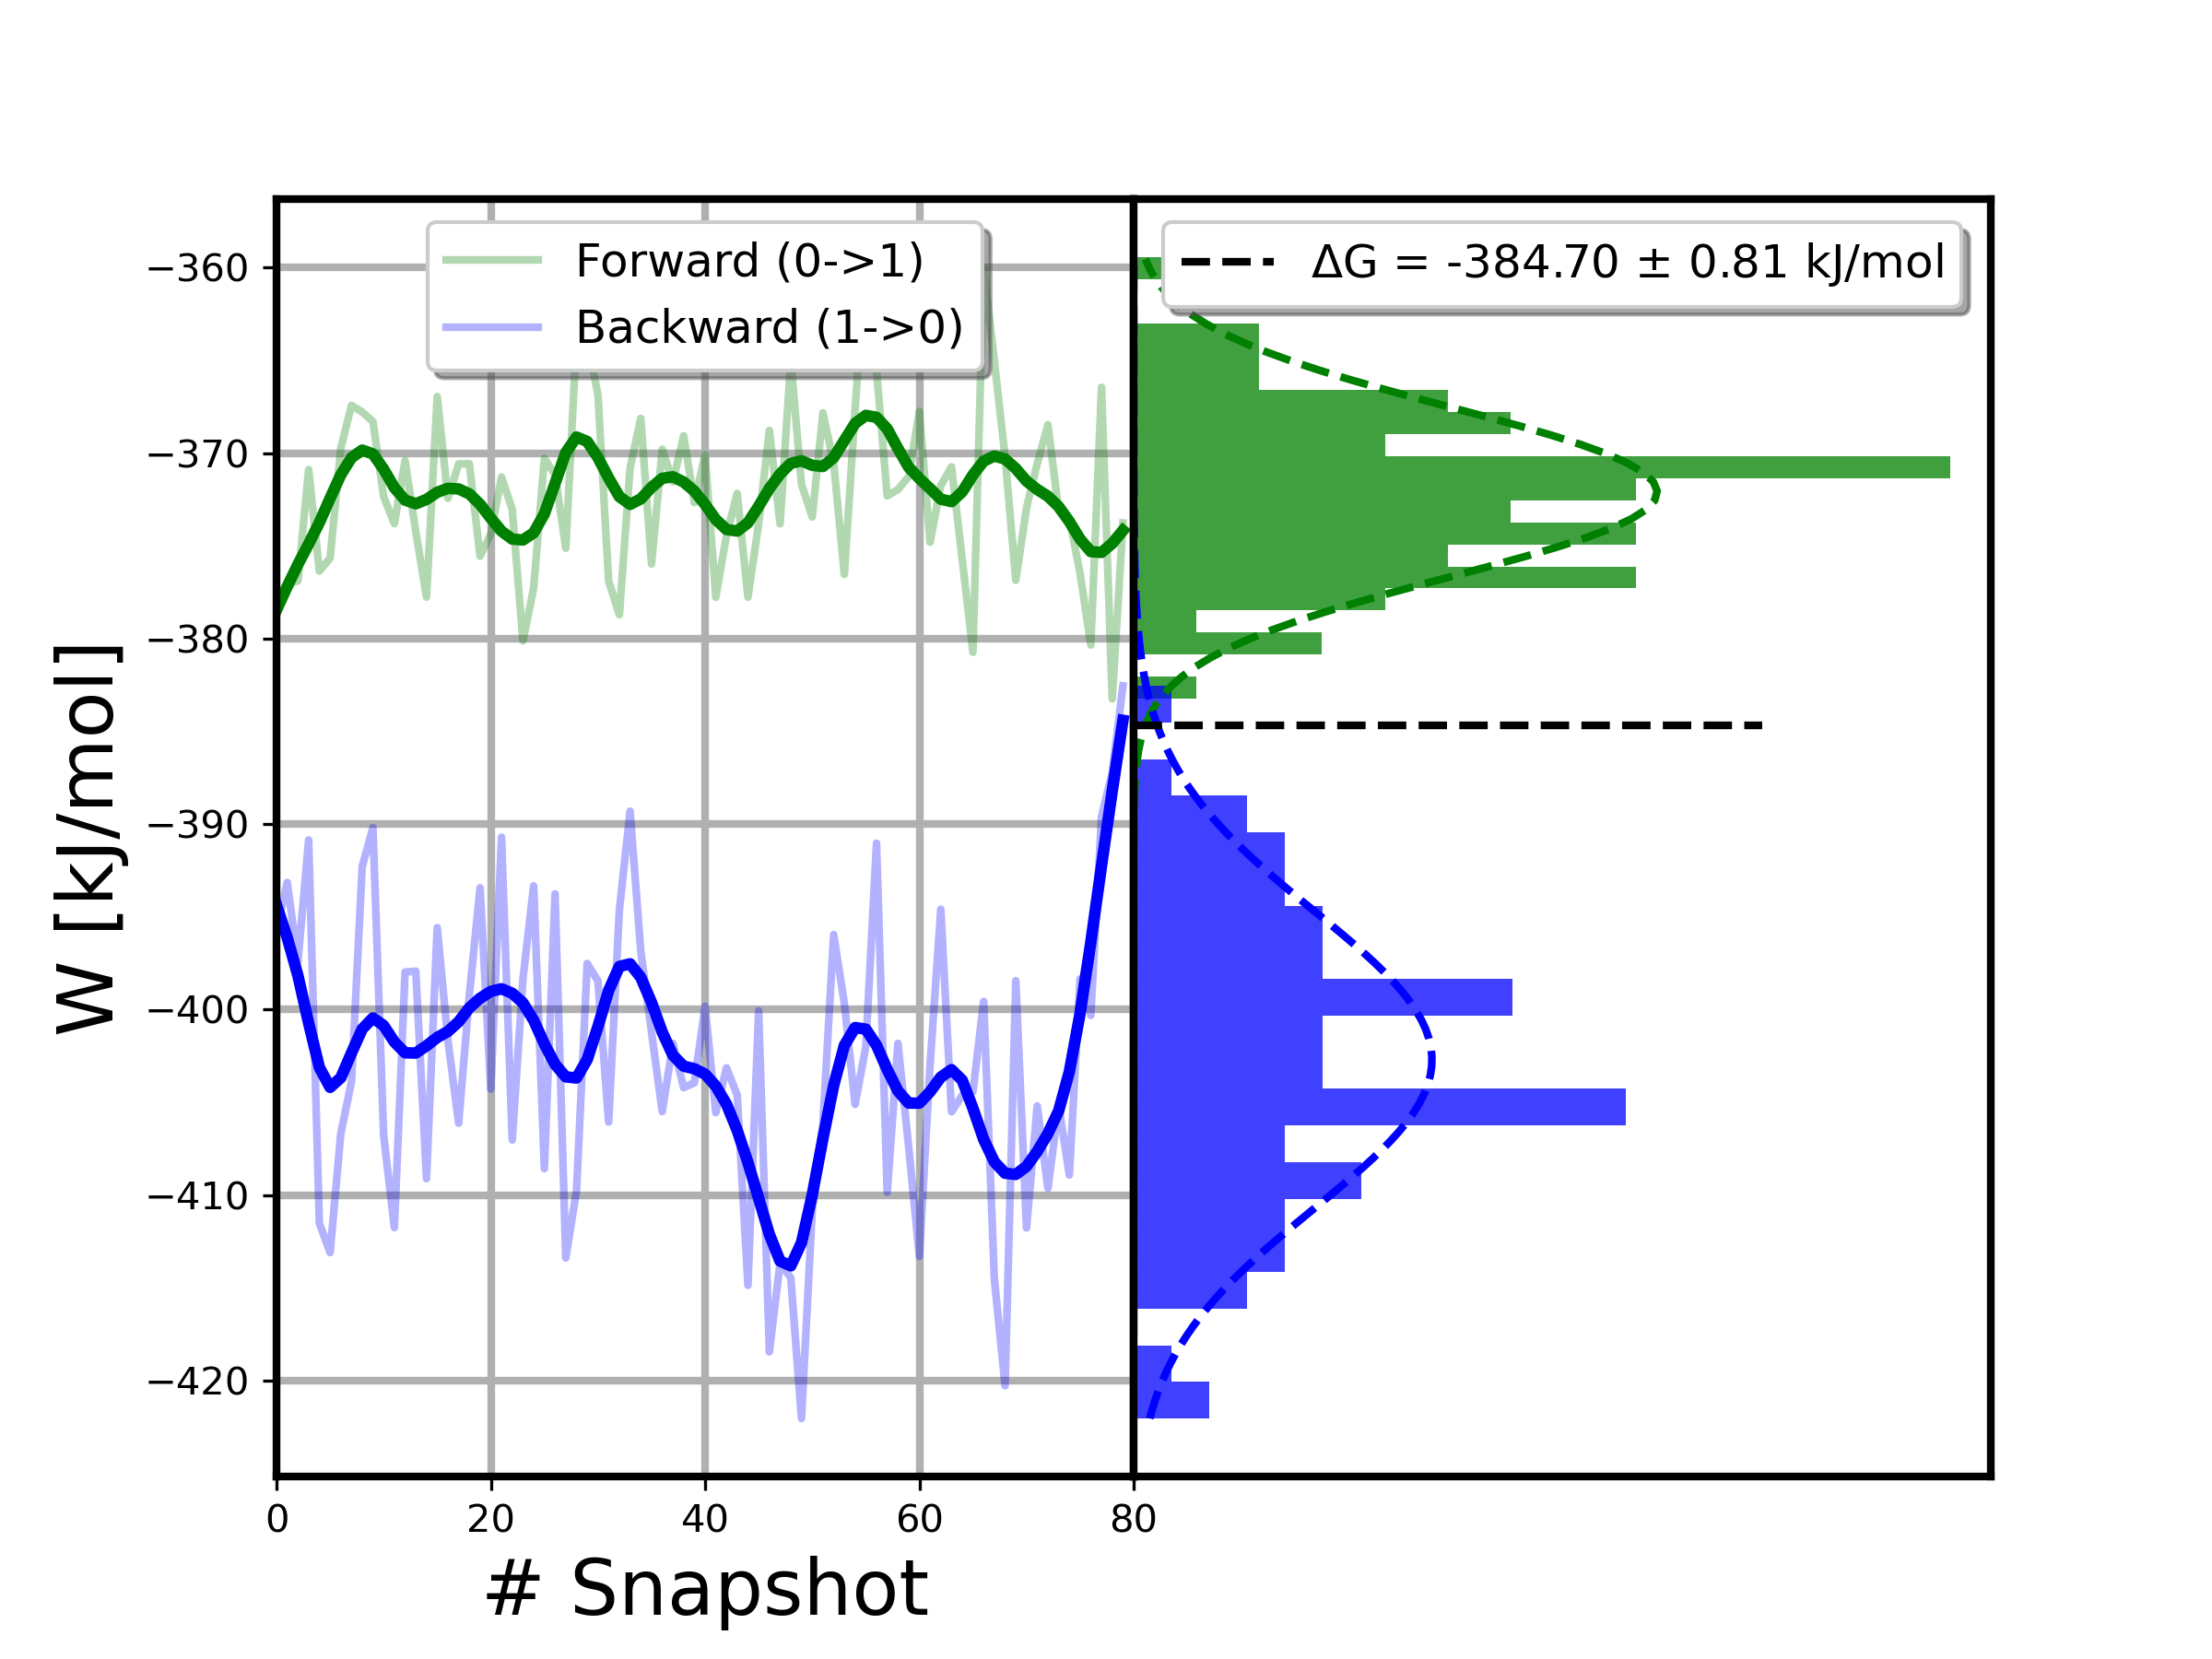 Forward (0->1)
Backward (1->0)
ΔG = -384.70 ± 0.81 kJ/mol
W [kJ/mol]
−360
−370
−380
−390
−400
−410
−420
0 20 40 60 80
# Snapshot